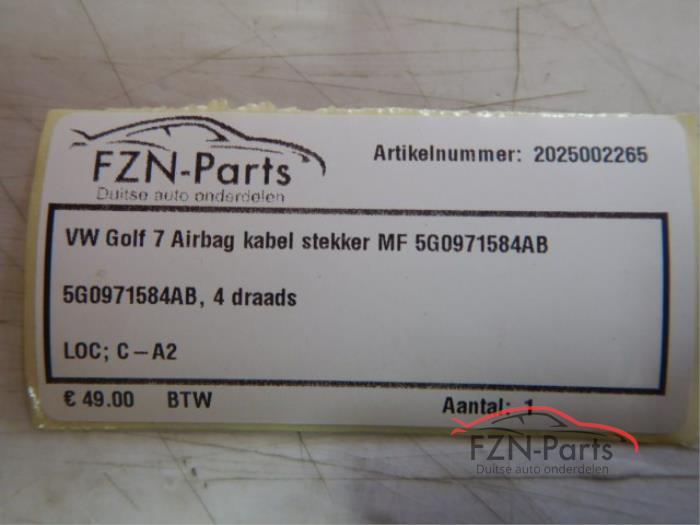 FZN-Parts
Duitse auto onderdelen
Artikelnummer: 2025002265
VW Golf 7 Airbag kabel stekker MF 5G0971584AB
5G0971584AB, 4 draads
LOC; C-A2
€ 49.00 BTW
Aantal: 1
FZN-Parts
Duitse auto onderdelen